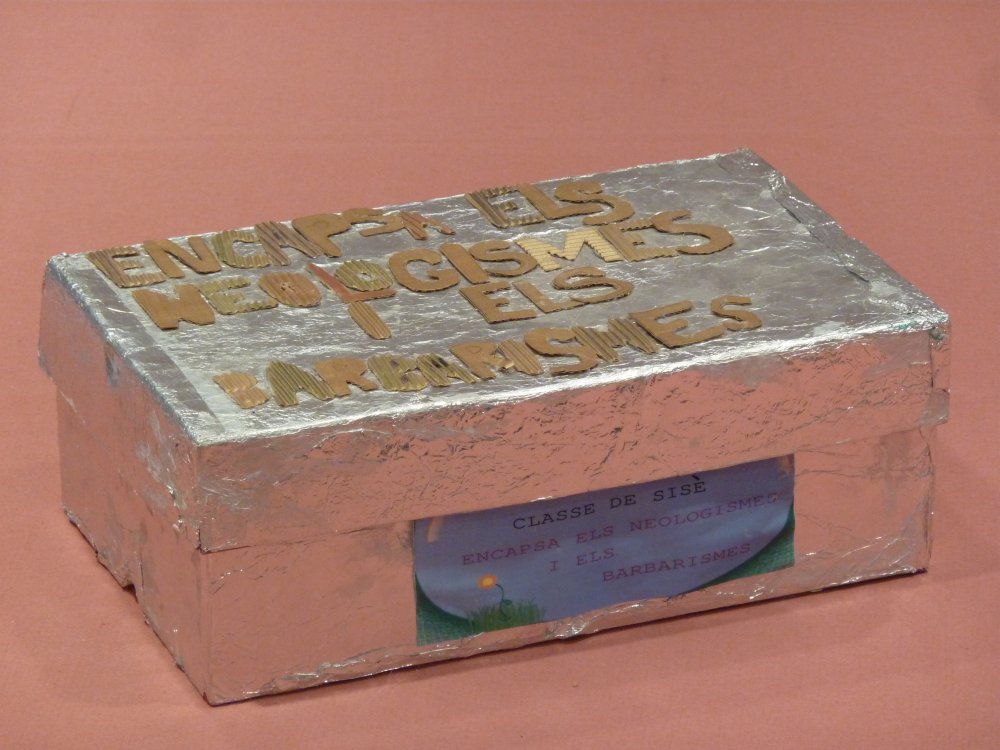 ENCAPSA ELS
NEOLOGISMES
I ELS
BARBARISMES
CLASSE DE SISÈ
ENCAPSA ELS NEOLOGISMES
I ELS
BARBARISMES